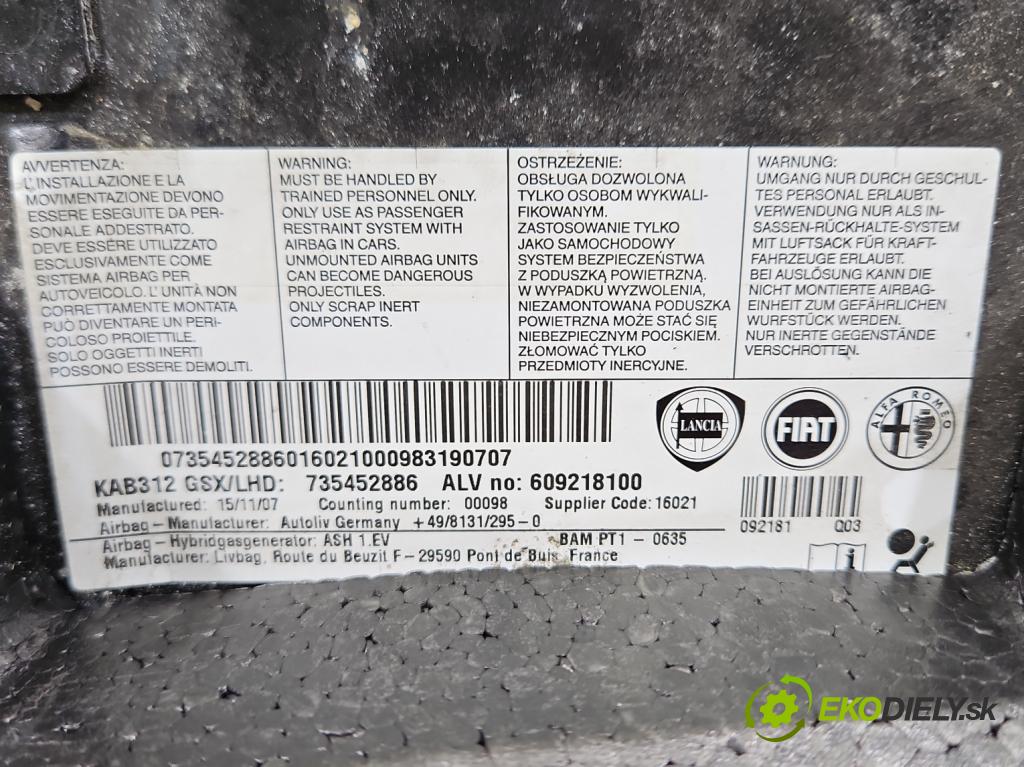 AVVERTENZA:
L'INSTALLAZIONE E LA
MOVIMENTAZIONE DEVONO
ESSERE ESEGUITE DA PER-
SONALE ADDESTRATO.
DEVE ESSERE UTILIZZATO
ESCLUSIVAMENTE COME
SISTEMA AIRBAG PER
AUTOVEICOLO. L' UNITÀ NON
CORRETTAMENTE MONTATA
PUÒ DIVENTARE UN PERI-
COLOSO PROIETTILE.
SOLO OGGETTI INERTI
POSSONO ESSERE DEMOLITI.
WARNING:
MUST BE HANDLED BY
TRAINED PERSONNEL ONLY.
ONLY USE AS PASSENGER
RESTRAINT SYSTEM WITH
AIRBAG IN CARS.
UNMOUNTED AIRBAG UNITS
CAN BECOME DANGEROUS
PROJECTILES.
ONLY SCRAP INERT
COMPONENTS.
OSTRZEŻENIE:
OBSŁUGA DOZWOLONA
TYLKO OSOBOM WYKWALI-
FIKOWANYM.
ZASTOSOWANIE TYLKO
JAKO SAMOCHODOWY
SYSTEM BEZPIECZEŃSTWA
Z PODUSZKĄ POWIETRZNĄ.
W WYPADKU WYZWOLENIA,
NIEZAMONTOWANA PODUSZKA
POWIETRZNA MOŻE STAĆ SIĘ
NIEBEZPIECZNYM POCISKIEM.
ZŁOMOWAĆ TYLKO
PRZEDMIOTY INERCYJNE.
WARNUNG:
UMGANG NUR DURCH GESCHUL-
TES PERSONAL ERLAUBT.
VERWENDUNG NUR ALS IN-
SASSEN-RÜCKHALTE-SYSTEM
MIT LUFTSACK FÜR KRAFT-
FAHRZEUGE ERLAUBT.
BEI AUSLÖSUNG KANN DIE
NICHT MONTIERTE AIRBAG-
EINHEIT ZUM GEFÄHRLICHEN
WURFSTÜCK WERDEN.
NUR INERTE GEGENSTÄNDE
VERSCHROTTEN.
LANCIA
FIAT
ALFA ROMEO
07354528860160210009831907​07
KAB312 GSX/LHD: 735452886 ALV no: 609218100
Manufactured: 15/11/07 Counting number: 00098 Supplier Code: 16021
Airbag - Manufacturer: Autoliv Germany +49/8131/295-0
Airbag - Hybridgasgenerator: ASH 1.EV BAM PT1 - 0635
Manufacturer: Livbag, Route du Beuzit F-29590 Pont de Buis, France
092181 Q03
i
EKODIELY.sk